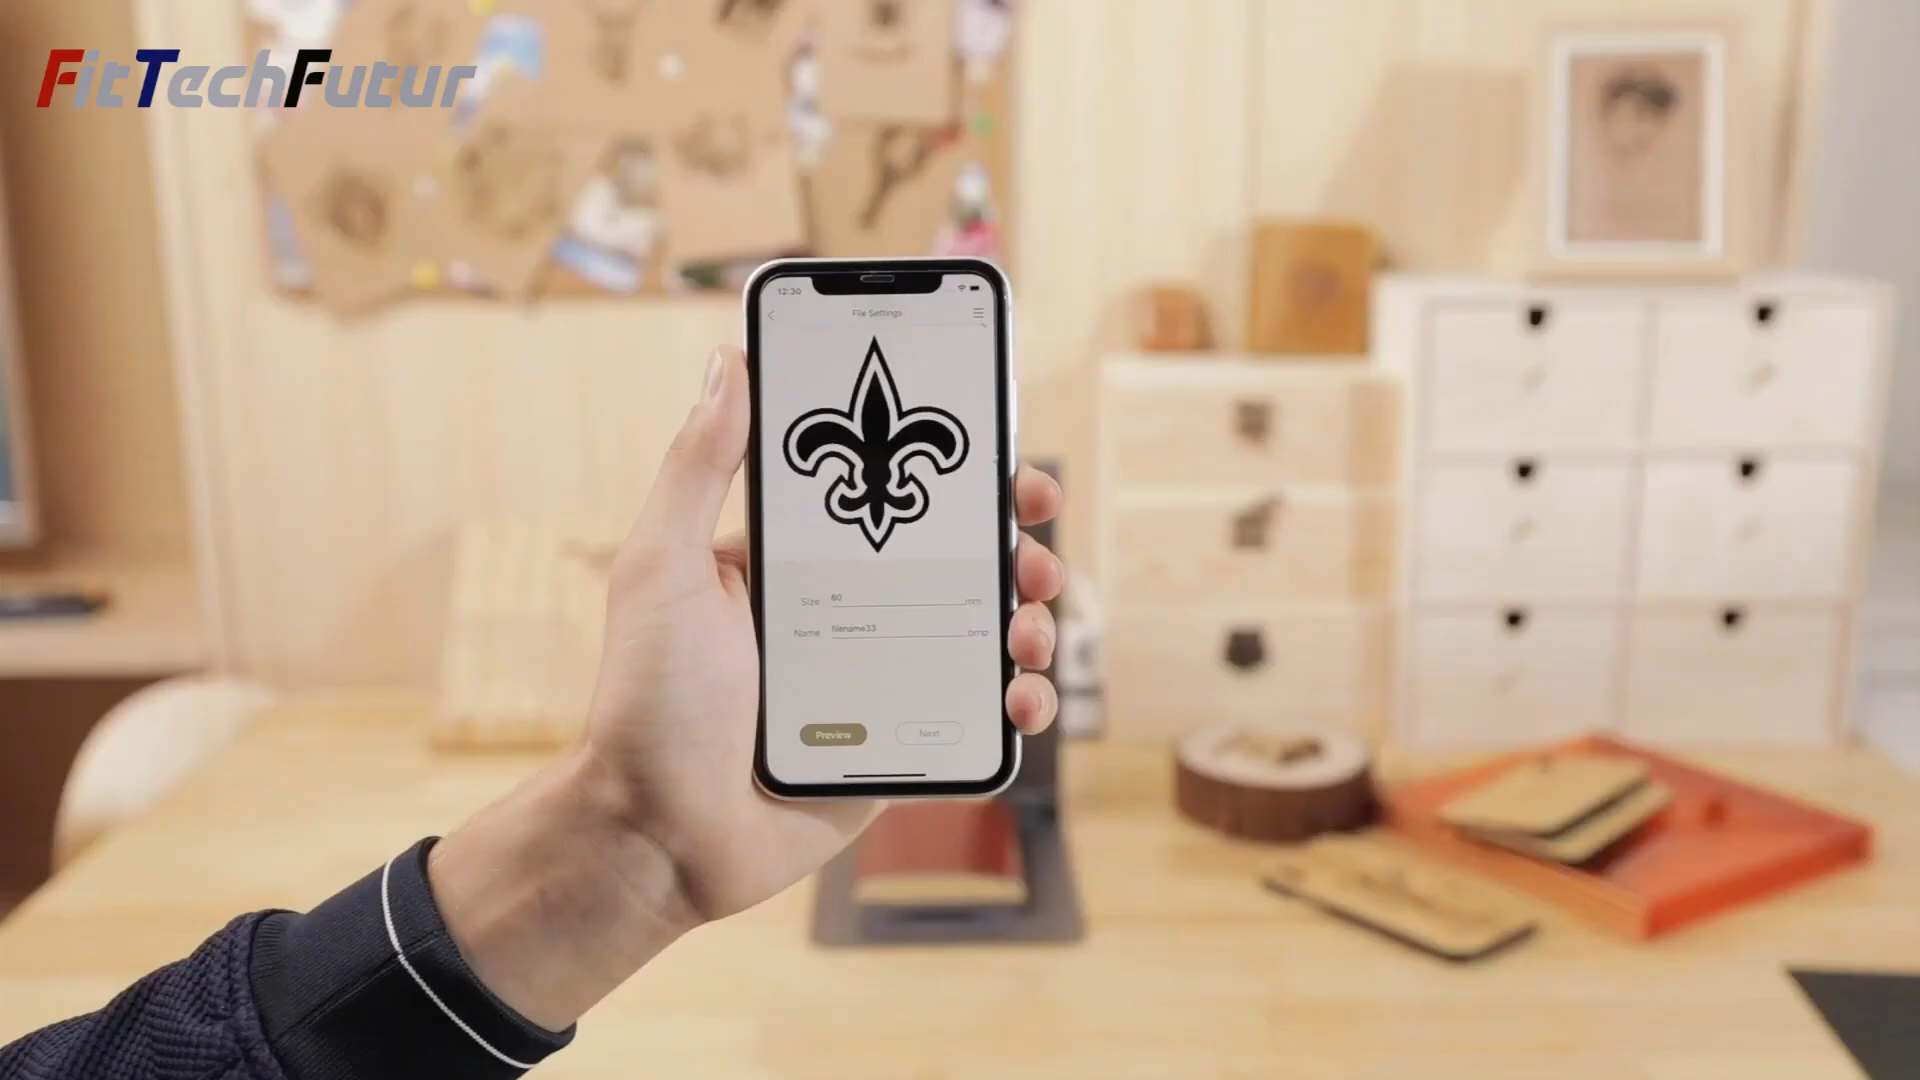 FitTechFutur
12:30
File Settings
Size 60 mm
Name filename33 .bmp
Preview Next